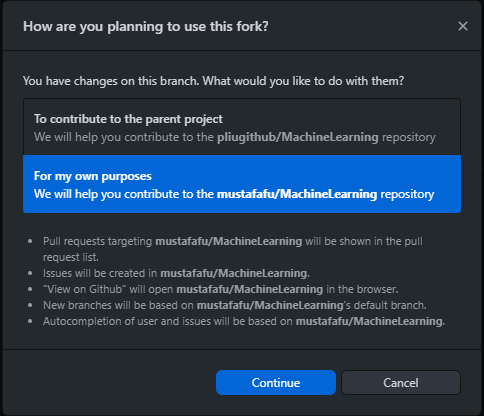 How are you planning to use this fork?
You have changes on this branch. What would you like to do with them?
To contribute to the parent project
We will help you contribute to the pliugithub/MachineLearning repository
For my own purposes
We will help you contribute to the mustafafu/MachineLearning repository
• Pull requests targeting mustafafu/MachineLearning will be shown in the pull
request list.
• Issues will be created in mustafafu/MachineLearning.
• "View on Github" will open mustafafu/MachineLearning in the browser.
• New branches will be based on mustafafu/MachineLearning's default branch.
• Autocompletion of user and issues will be based on mustafafu/MachineLearning.
Continue
Cancel